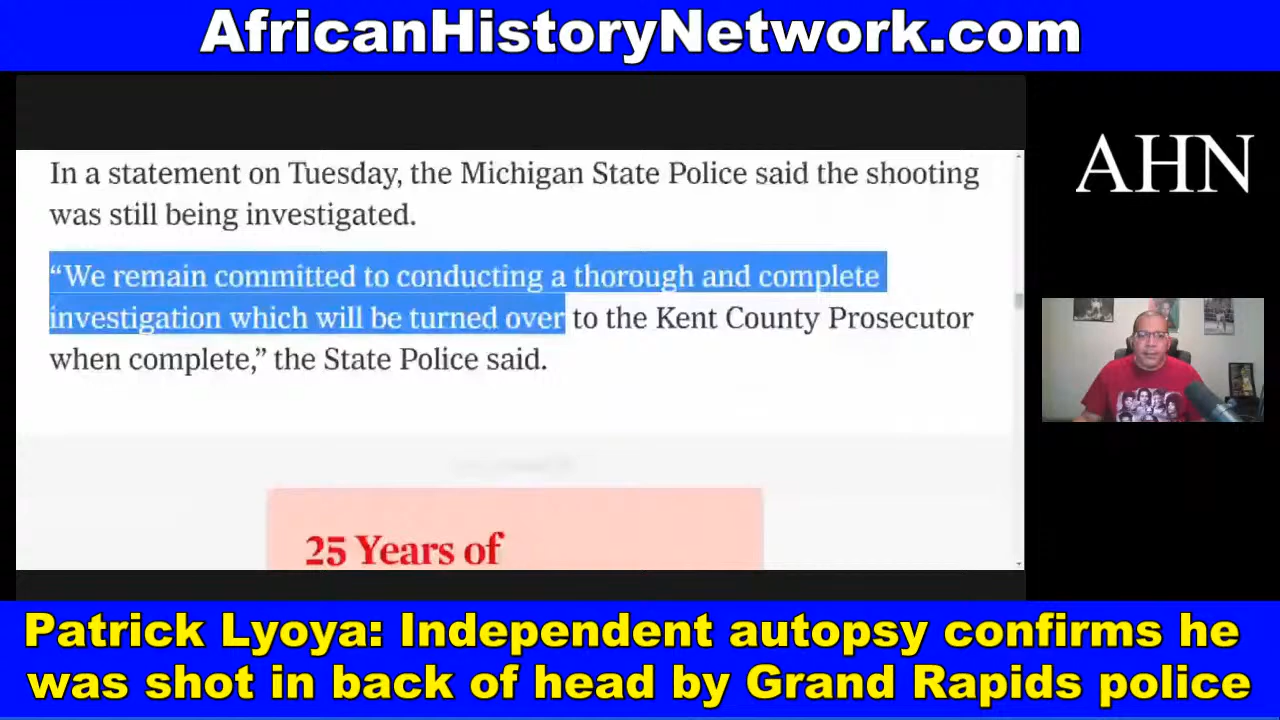 AfricanHistoryNetwork.com
In a statement on Tuesday, the Michigan State Police said the shooting
was still being investigated.
“We remain committed to conducting a thorough and complete
investigation which will be turned over to the Kent County Prosecutor
when complete,” the State Police said.
25 Years of
AHN
Patrick Lyoya: Independent autopsy confirms he
was shot in back of head by Grand Rapids police